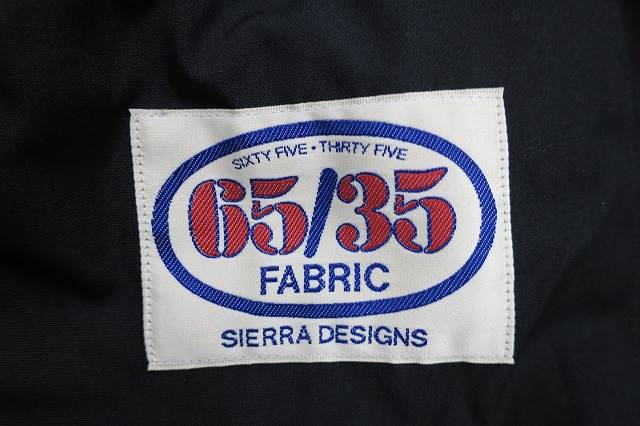 SIXTY FIVE • THIRTY FIVE
65/35
FABRIC
SIERRA DESIGNS